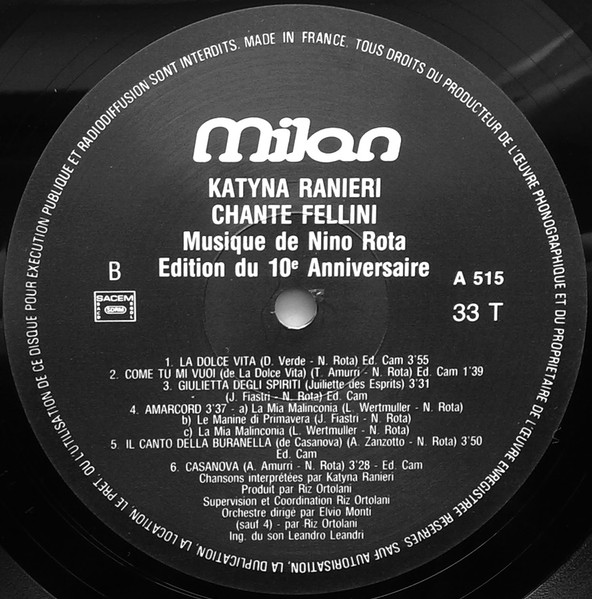 TOUS DROITS DU PRODUCTEUR DE L'ŒUVRE PHONOGRAPHIQUE ET DU PROPRIETAIRE DE L'ŒUVRE ENREGISTREE RESERVES SAUF AUTORISATION, LA DUPLICATION, LA LOCATION, LE PRET, OU L'UTILISATION DE CE DISQUE POUR EXECUTION PUBLIQUE ET RADIODIFFUSION SONT INTERDITS. MADE IN FRANCE.
Milan
KATYNA RANIERI
CHANTE FELLINI
Musique de Nino Rota
Edition du 10e Anniversaire
B
A 515
SACEM
SDRM
33 T
1. LA DOLCE VITA (D. Verde - N. Rota) Ed. Cam 3'55
2. COME TU MI VUOI (de La Dolce Vita) (T. Amurri - N. Rota) Ed. Cam 1'39
3. GIULIETTA DEGLI SPIRITI (Juiliette des Esprits) 3'31
(J. Fiastri - N. Rota) Ed. Cam
4. AMARCORD 3'37 - a) La Mia Malinconia (L. Wertmuller - N. Rota)
b) Le Manine di Primavera (J. Fiastri - N. Rota)
c) La Mia Malinconia (L. Wertmuller - N. Rota)
5. IL CANTO DELLA BURANELLA (de Casanova) (A. Zanzotto - N. Rota) 3'50
Ed. Cam
6. CASANOVA (A. Amurri - N. Rota) 3'28 - Ed. Cam
Chansons interprétées par Katyna Ranieri
Produit par Riz Ortolani
Supervision et Coordination Riz Ortolani
Orchestre dirigé par Elvio Monti
(sauf 4) - par Riz Ortolani
Ing. du son Leandro Leandri